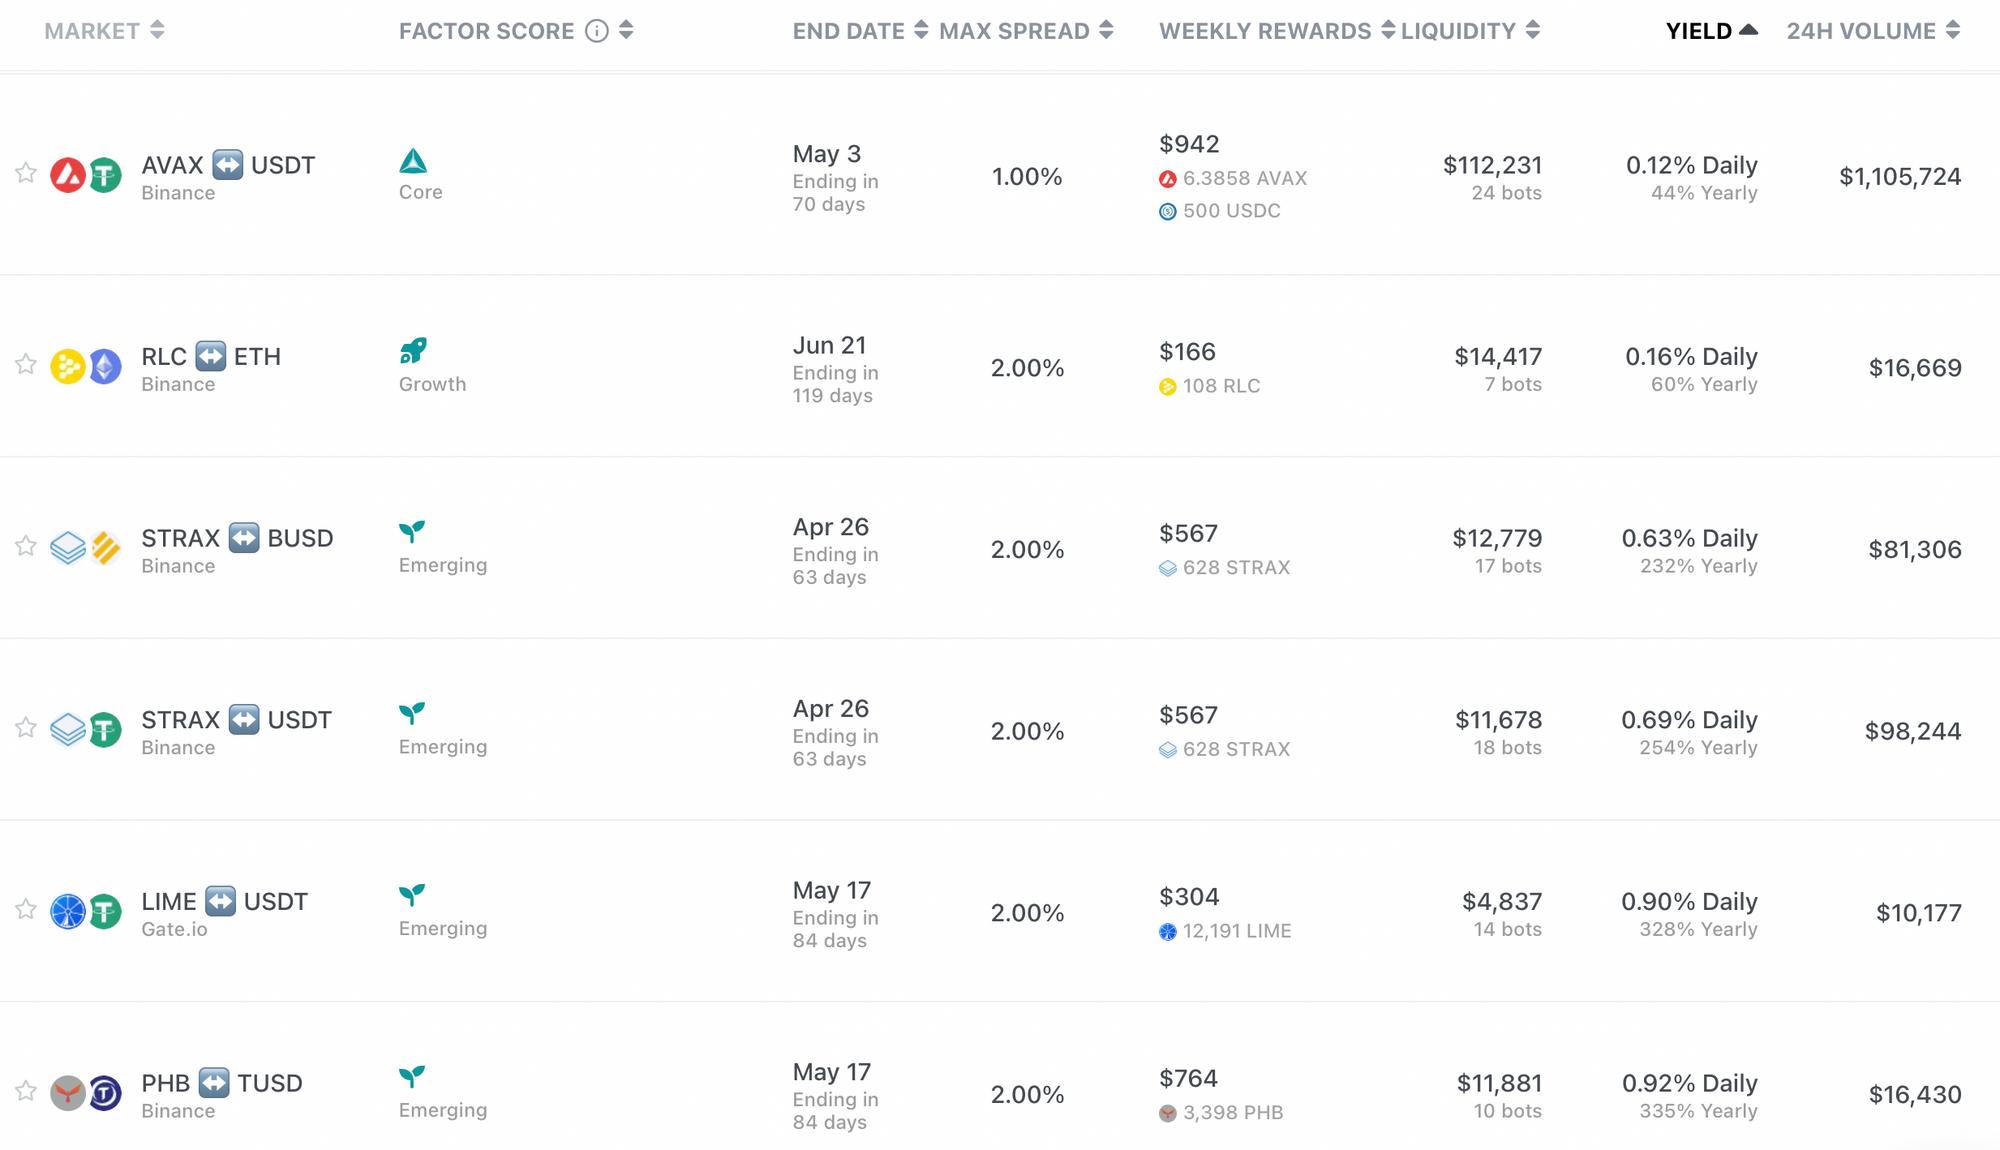 MARKET FACTOR SCORE END DATE MAX SPREAD WEEKLY REWARDS LIQUIDITY YIELD 24H VOLUME
AVAX ↔ USDT
Binance
Core
May 3
Ending in
70 days
1.00%
$942
6.3858 AVAX
500 USDC
$112,231
24 bots
0.12% Daily
44% Yearly
$1,105,724
RLC ↔ ETH
Binance
Growth
Jun 21
Ending in
119 days
2.00%
$166
108 RLC
$14,417
7 bots
0.16% Daily
60% Yearly
$16,669
STRAX ↔ BUSD
Binance
Emerging
Apr 26
Ending in
63 days
2.00%
$567
628 STRAX
$12,779
17 bots
0.63% Daily
232% Yearly
$81,306
STRAX ↔ USDT
Binance
Emerging
Apr 26
Ending in
63 days
2.00%
$567
628 STRAX
$11,678
18 bots
0.69% Daily
254% Yearly
$98,244
LIME ↔ USDT
Gate.io
Emerging
May 17
Ending in
84 days
2.00%
$304
12,191 LIME
$4,837
14 bots
0.90% Daily
328% Yearly
$10,177
PHB ↔ TUSD
Binance
Emerging
May 17
Ending in
84 days
2.00%
$764
3,398 PHB
$11,881
10 bots
0.92% Daily
335% Yearly
$16,430